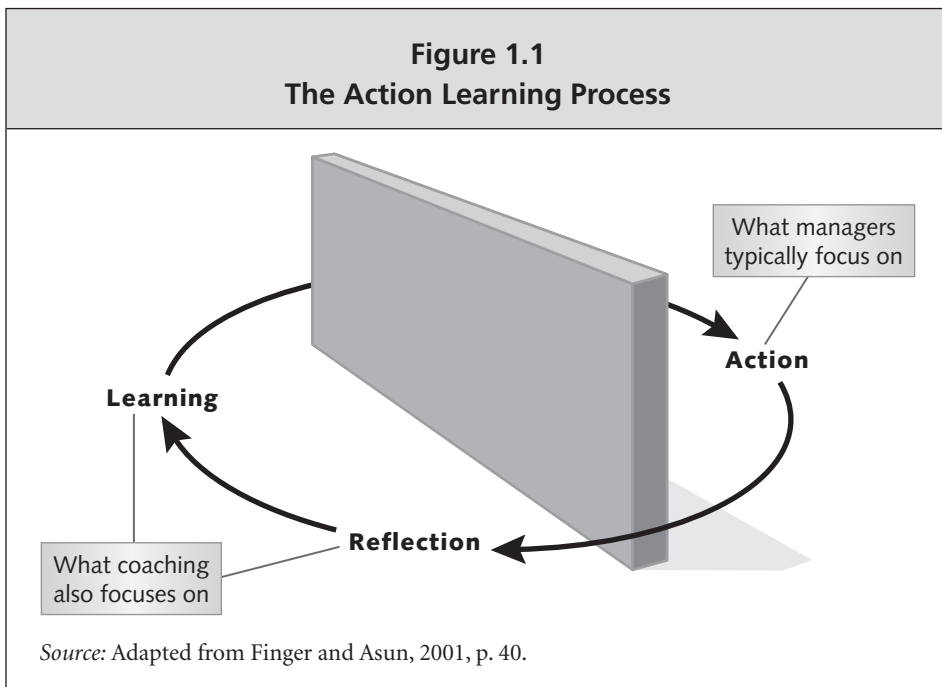 Figure 1.1
The Action Learning Process
What managers
typically focus on
Action
Learning
Reflection
What coaching
also focuses on
Source: Adapted from Finger and Asun, 2001, p. 40.